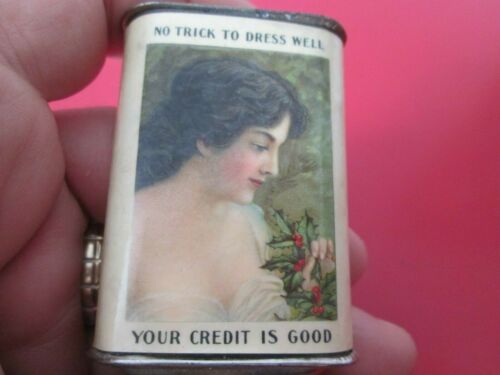 NO TRICK TO DRESS WELL
YOUR CREDIT IS GOOD